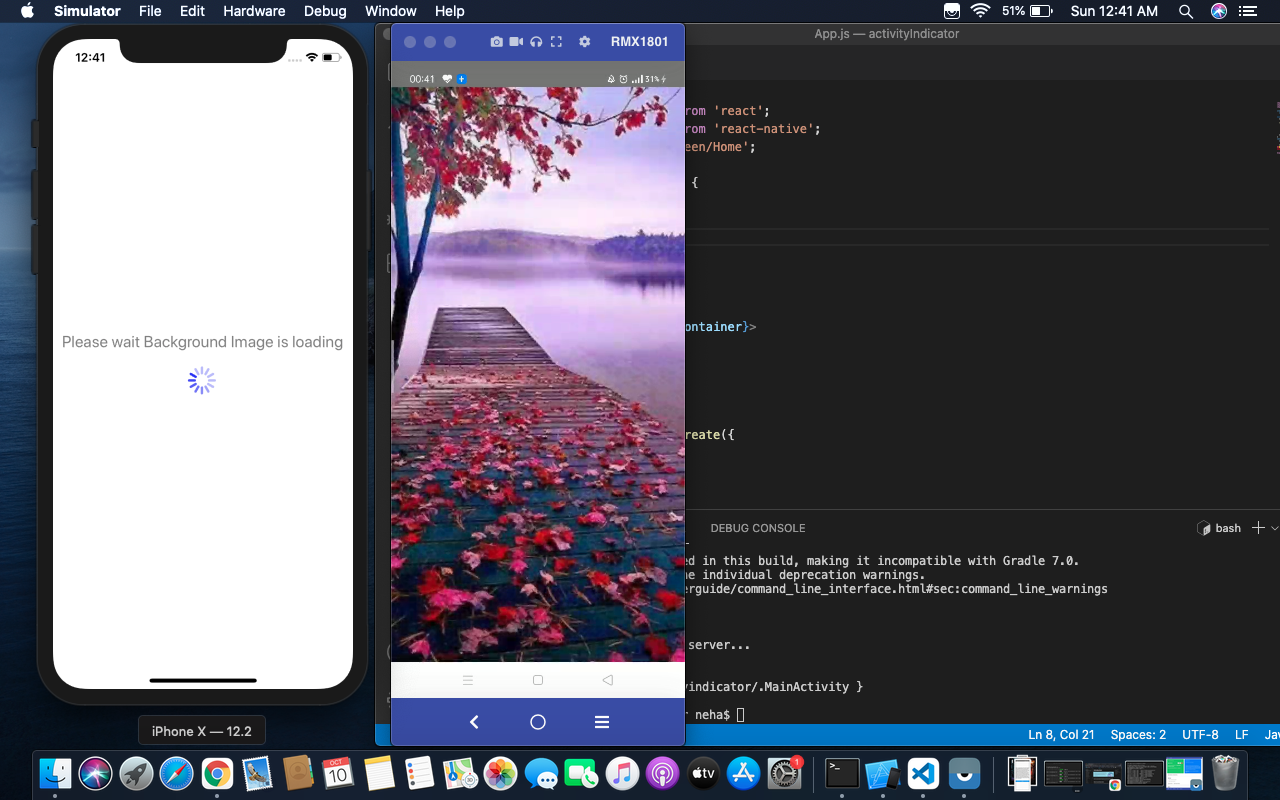 Simulator File Edit Hardware Debug Window Help
51% Sun 12:41 AM
12:41
Please wait Background Image is loading
iPhone X — 12.2
RMX1801
00:41
31%
App.js — activityIndicator
rom 'react';
rom 'react-native';
een/Home';
{
ontainer}>
reate({
DEBUG CONSOLE
bash
ed in this build, making it incompatible with Gradle 7.0.
e individual deprecation warnings.
erguide/command_line_interface.html#sec:command_line_warnings
server...
indicator/.MainActivity }
neha$
Ln 8, Col 21 Spaces: 2 UTF-8 LF Jav
OCT
10
tv
1